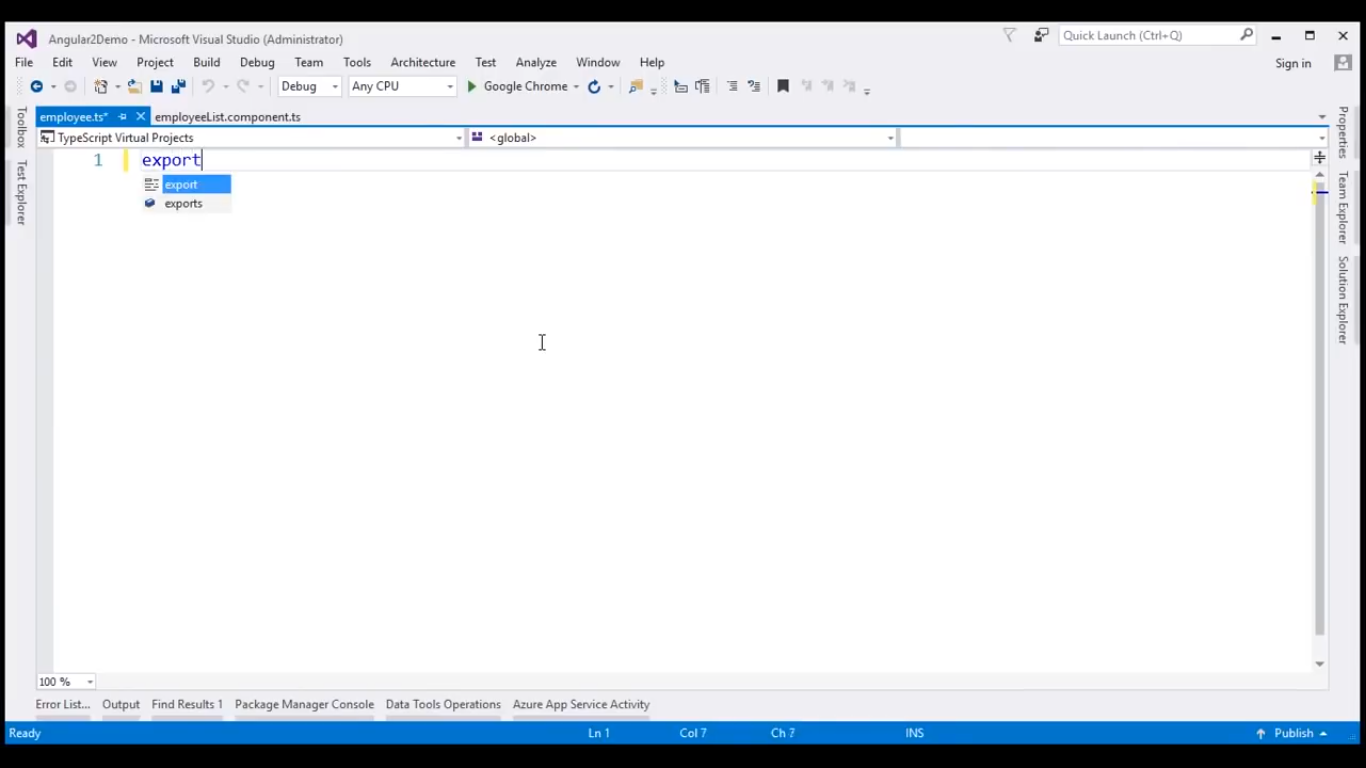 Angular2Demo - Microsoft Visual Studio (Administrator)
Quick Launch (Ctrl+Q)
File Edit View Project Build Debug Team Tools Architecture Test Analyze Window Help
Sign in
Debug Any CPU Google Chrome
employee.ts* employeeList.component.ts
TypeScript Virtual Projects <global>
1 export
export
exports
Toolbox
Test Explorer
Properties
Team Explorer
Solution Explorer
100 %
Error List... Output Find Results 1 Package Manager Console Data Tools Operations Azure App Service Activity
Ready Ln 1 Col 7 Ch 7 INS Publish